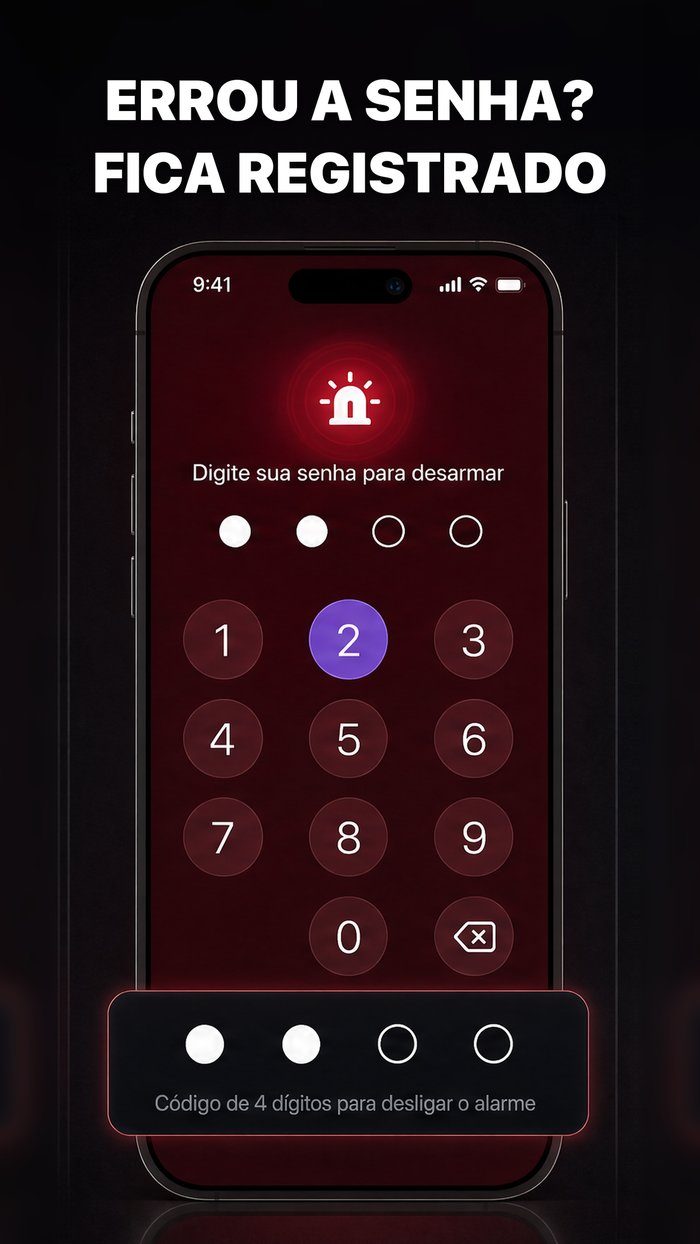 ERROU A SENHA?
FICA REGISTRADO
9:41
Digite sua senha para desarmar
1 2 3
4 5 6
7 8 9
0
Código de 4 dígitos para desligar o alarme